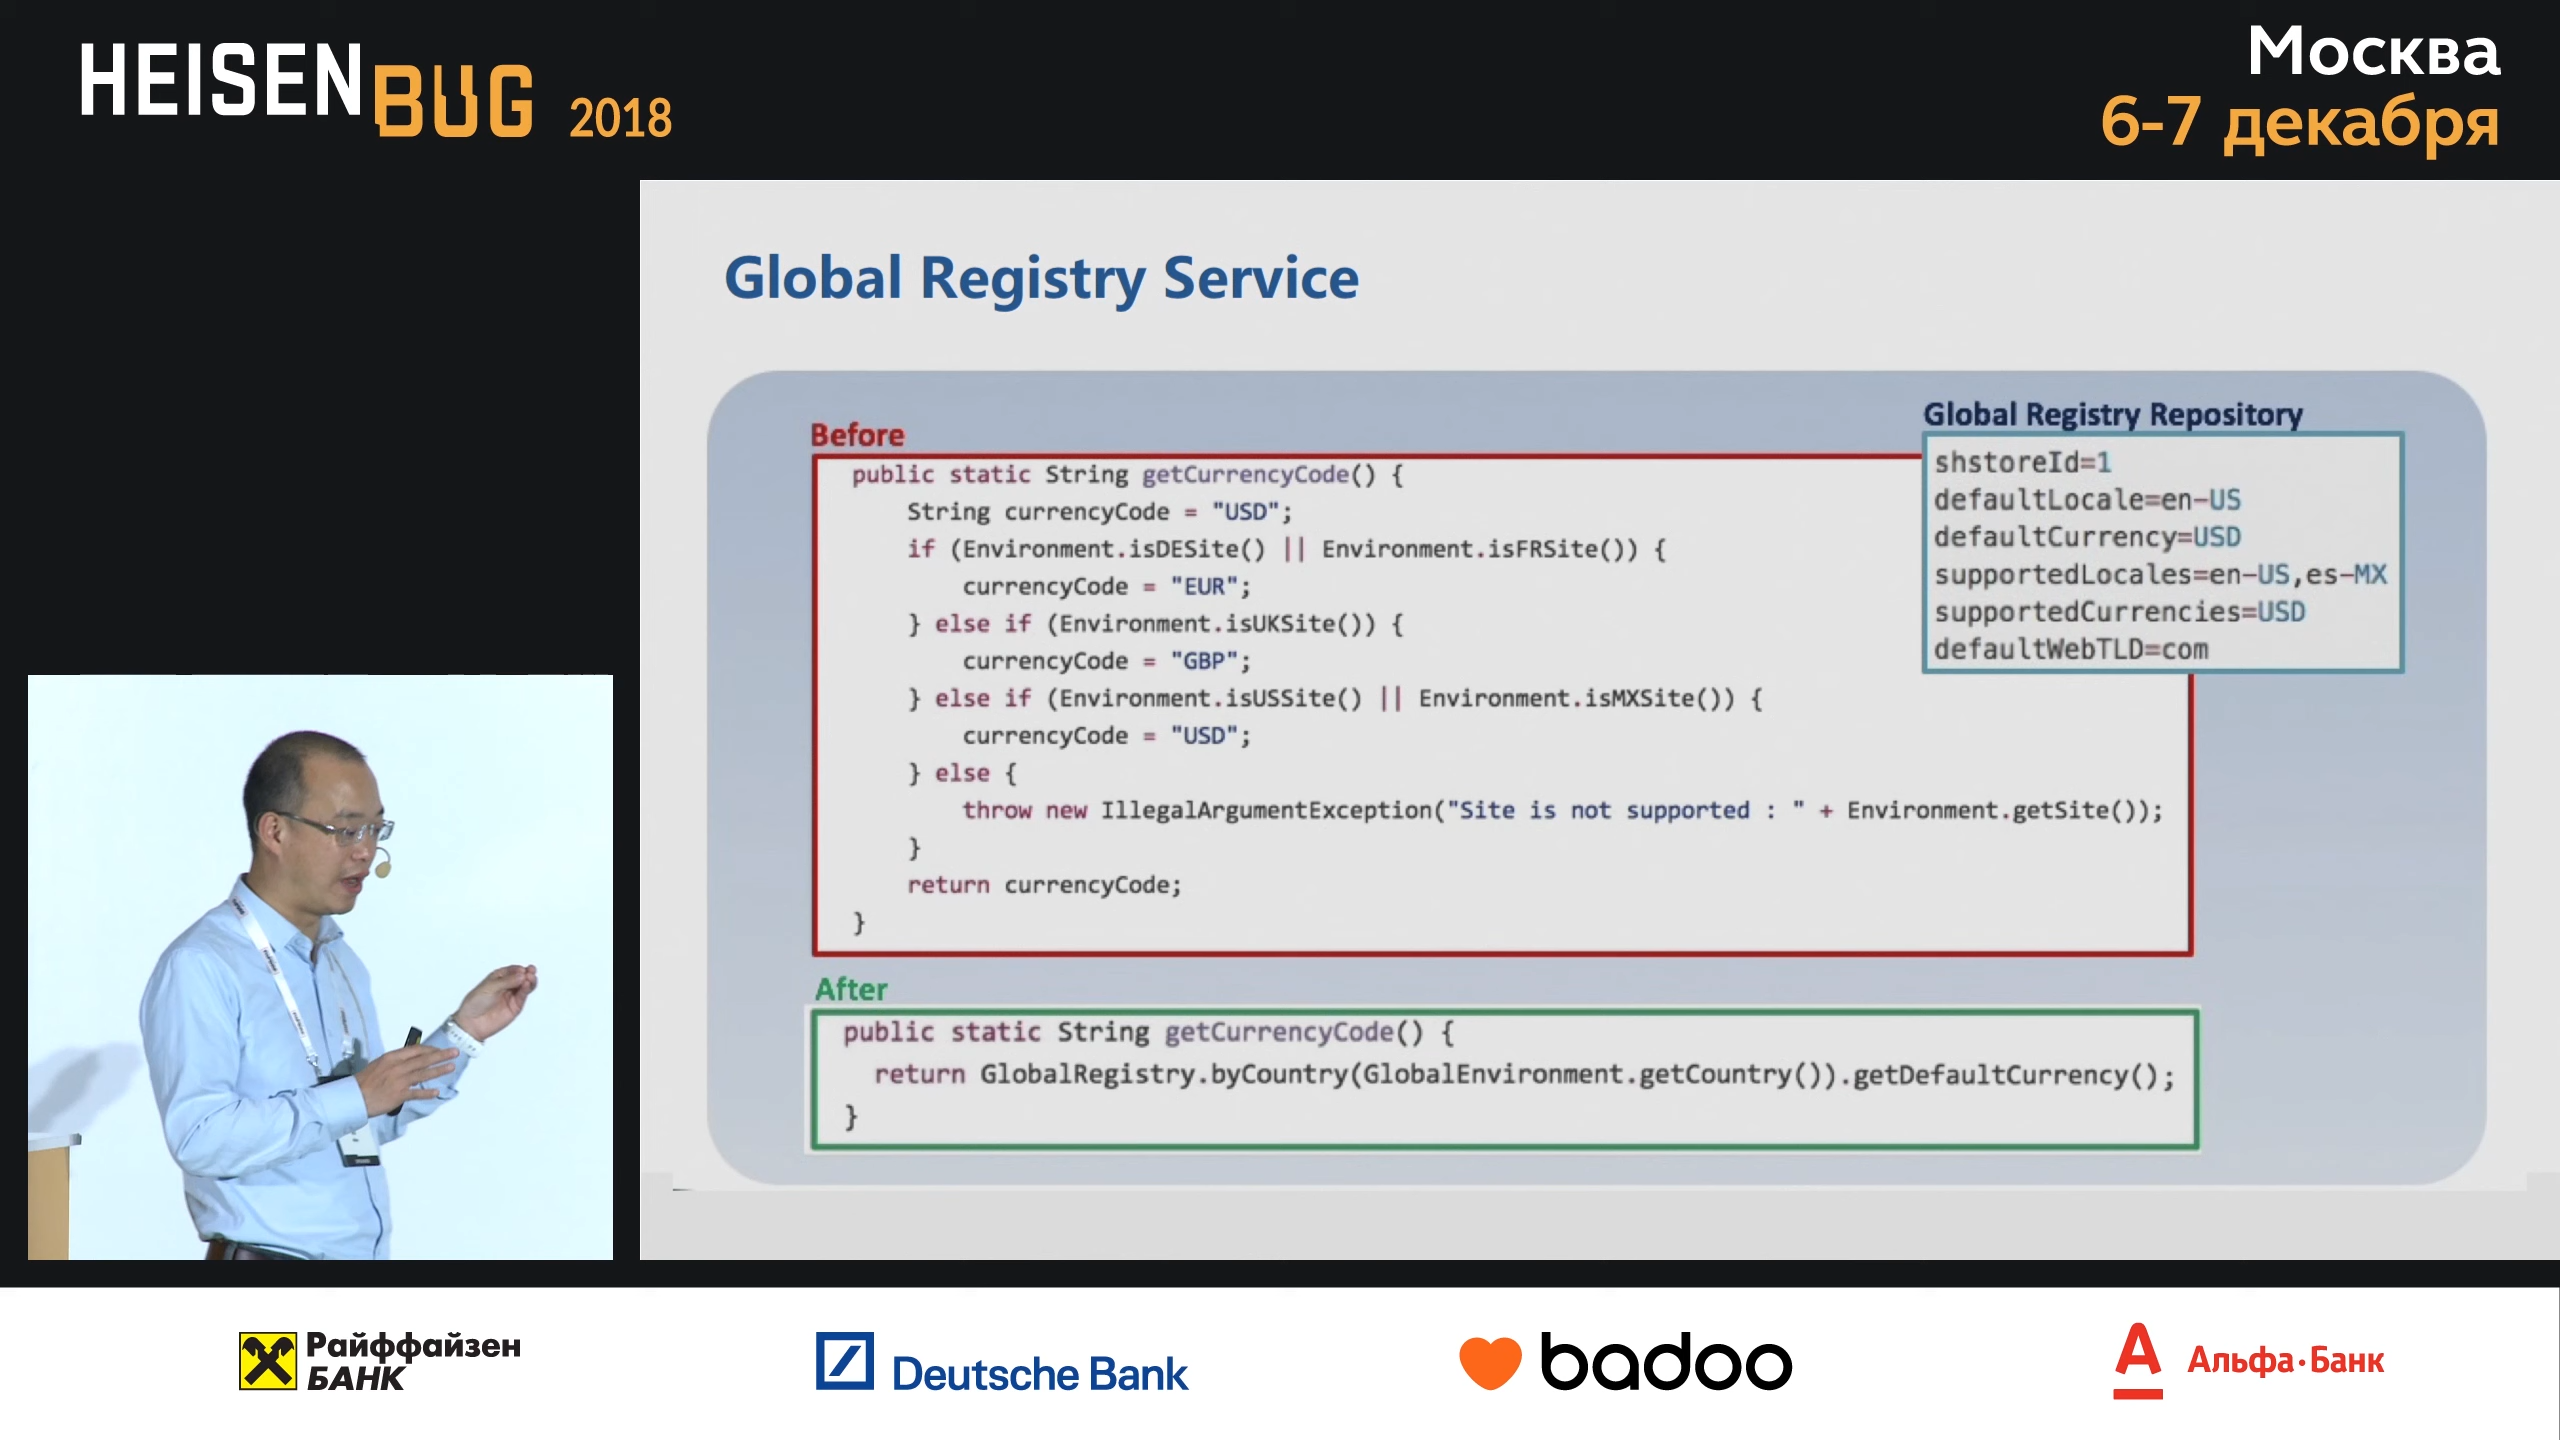 HEISENBUG 2018
Москва
6-7 декабря
Global Registry Service
Before
public static String getCurrencyCode() {
String currencyCode = "USD";
if (Environment.isDESite() || Environment.isFRSite()) {
currencyCode = "EUR";
} else if (Environment.isUKSite()) {
currencyCode = "GBP";
} else if (Environment.isUSSite() || Environment.isMXSite()) {
currencyCode = "USD";
} else {
throw new IllegalArgumentException("Site is not supported : " + Environment.getSite());
}
return currencyCode;
}
Global Registry Repository
shstoreId=1
defaultLocale=en-US
defaultCurrency=USD
supportedLocales=en-US,es-MX
supportedCurrencies=USD
defaultWebTLD=com
After
public static String getCurrencyCode() {
return GlobalRegistry.byCountry(GlobalEnvironment.getCountry()).getDefaultCurrency();
}
Райффайзен
БАНК
Deutsche Bank
badoo
А
Альфа·Банк